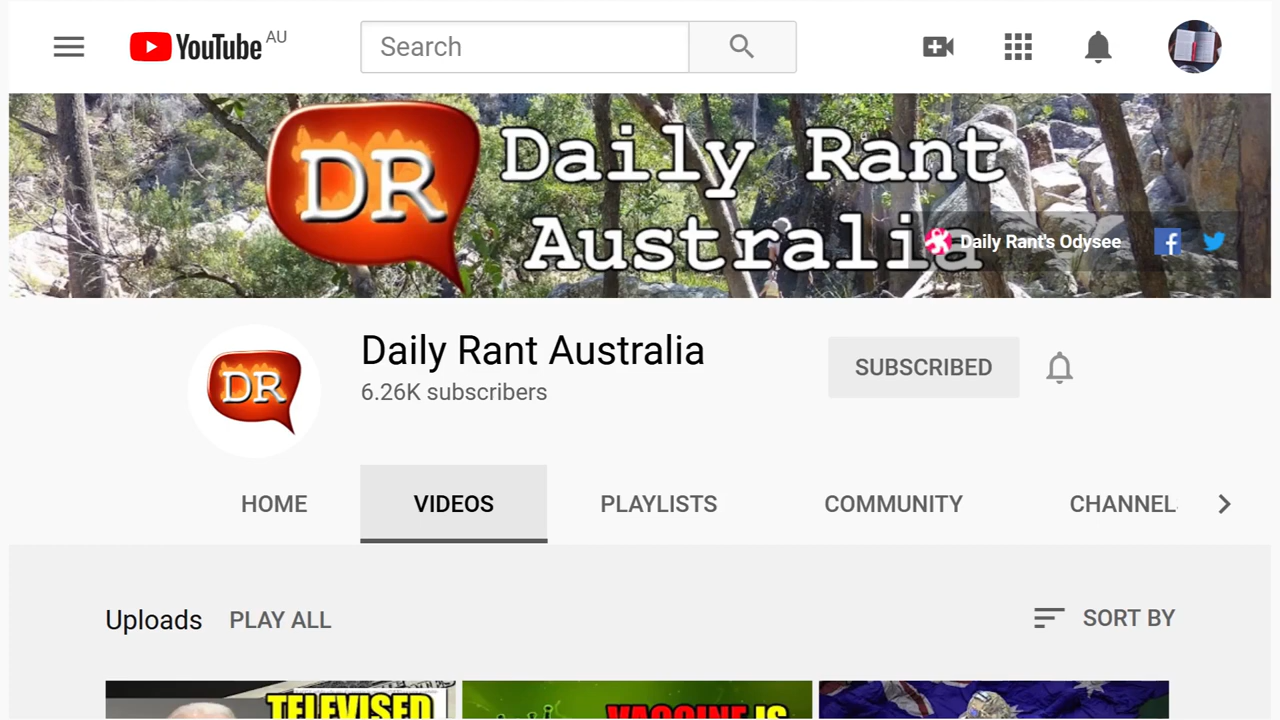 YouTube AU
Search
DR
Daily Rant
Australia
Daily Rant's Odysee
DR
Daily Rant Australia
6.26K subscribers
SUBSCRIBED
HOME
VIDEOS
PLAYLISTS
COMMUNITY
CHANNEL
Uploads
PLAY ALL
SORT BY
TELEVISED
VACCINE IS